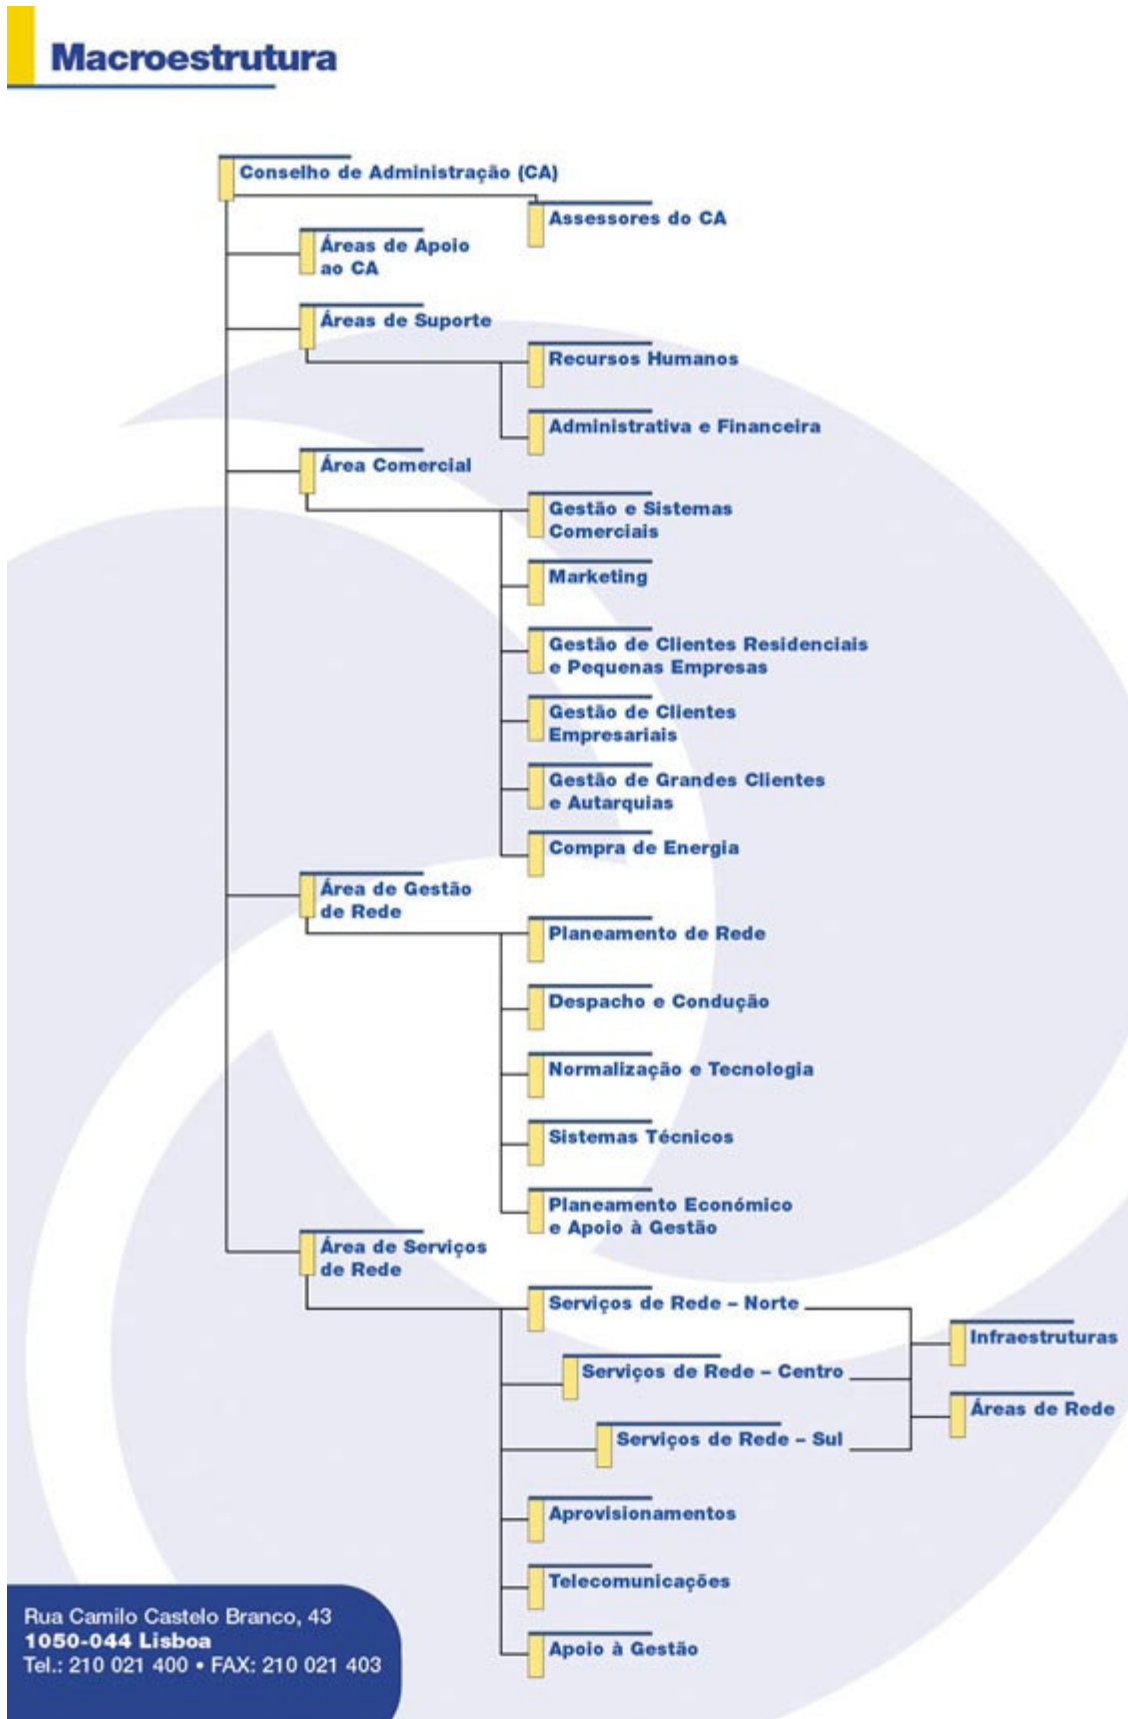 Macroestrutura
Conselho de Administração (CA)
Assessores do CA
Áreas de Apoio
ao CA
Áreas de Suporte
Recursos Humanos
Administrativa e Financeira
Área Comercial
Gestão e Sistemas
Comerciais
Marketing
Gestão de Clientes Residenciais
e Pequenas Empresas
Gestão de Clientes
Empresariais
Gestão de Grandes Clientes
e Autarquias
Compra de Energia
Área de Gestão
de Rede
Planeamento de Rede
Despacho e Condução
Normalização e Tecnologia
Sistemas Técnicos
Planeamento Económico
e Apoio à Gestão
Área de Serviços
de Rede
Serviços de Rede – Norte
Infraestruturas
Serviços de Rede – Centro
Áreas de Rede
Serviços de Rede – Sul
Aprovisionamentos
Telecomunicações
Apoio à Gestão
Rua Camilo Castelo Branco, 43
1050-044 Lisboa
Tel.: 210 021 400 • FAX: 210 021 403